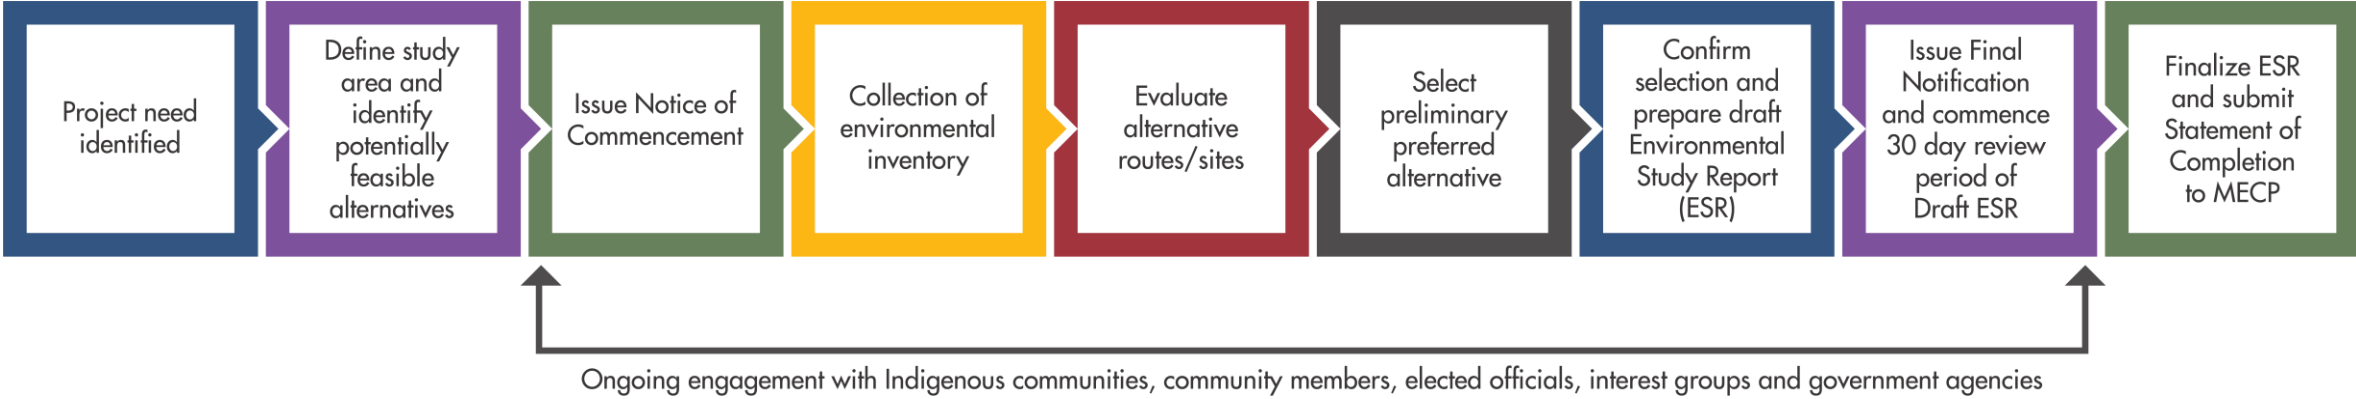 Project need
identified
Define study
area and
identify
potentially
feasible
alternatives
Issue Notice of
Commencement
Collection of
environmental
inventory
Evaluate
alternative
routes/sites
Select
preliminary
preferred
alternative
Confirm
selection and
prepare draft
Environmental
Study Report
(ESR)
Issue Final
Notification
and commence
30 day review
period of
Draft ESR
Finalize ESR
and submit
Statement of
Completion
to MECP
Ongoing engagement with Indigenous communities, community members, elected officials, interest groups and government agencies